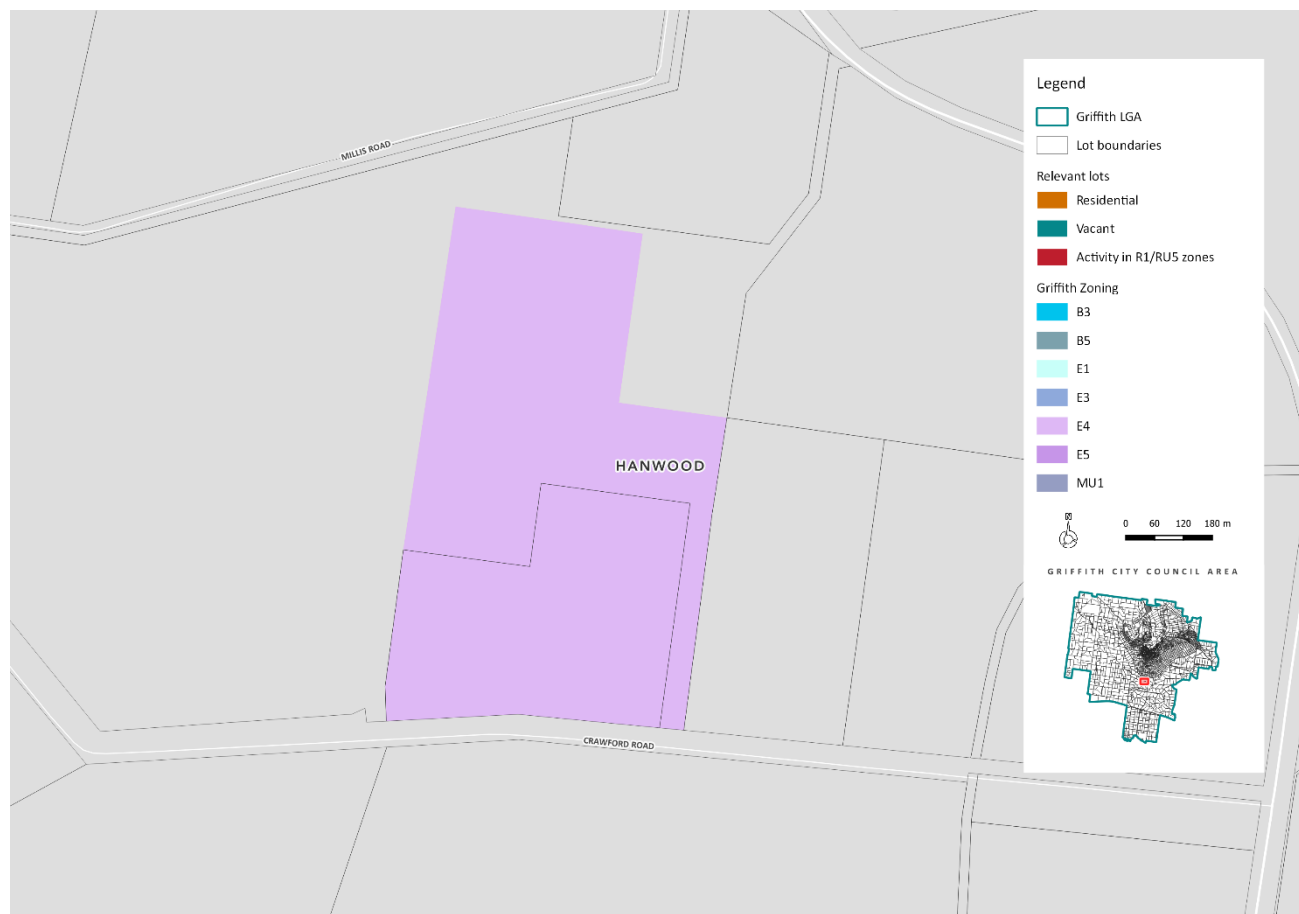 MILLIS ROAD
HANWOOD
CRAWFORD ROAD
Legend
Griffith LGA
Lot boundaries
Relevant lots
Residential
Vacant
Activity in R1/RU5 zones
Griffith Zoning
B3
B5
E1
E3
E4
E5
MU1
N
0 60 120 180 m
GRIFFITH CITY COUNCIL AREA